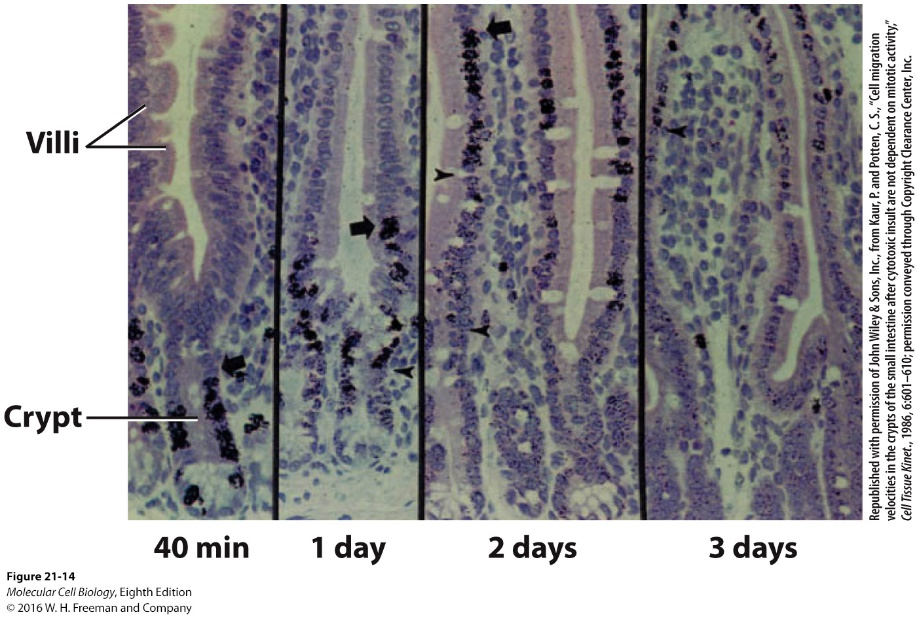 Villi
Crypt
40 min
1 day
2 days
3 days
Republished with permission of John Wiley & Sons, Inc., from Kaur, P. and Potten, C. S., "Cell migration
velocities in the crypts of the small intestine after cytotoxic insult are not dependent on mitotic activity,"
Cell Tissue Kinet., 1986, 6:601–610; permission conveyed through Copyright Clearance Center, Inc.
Figure 21-14
Molecular Cell Biology, Eighth Edition
© 2016 W. H. Freeman and Company